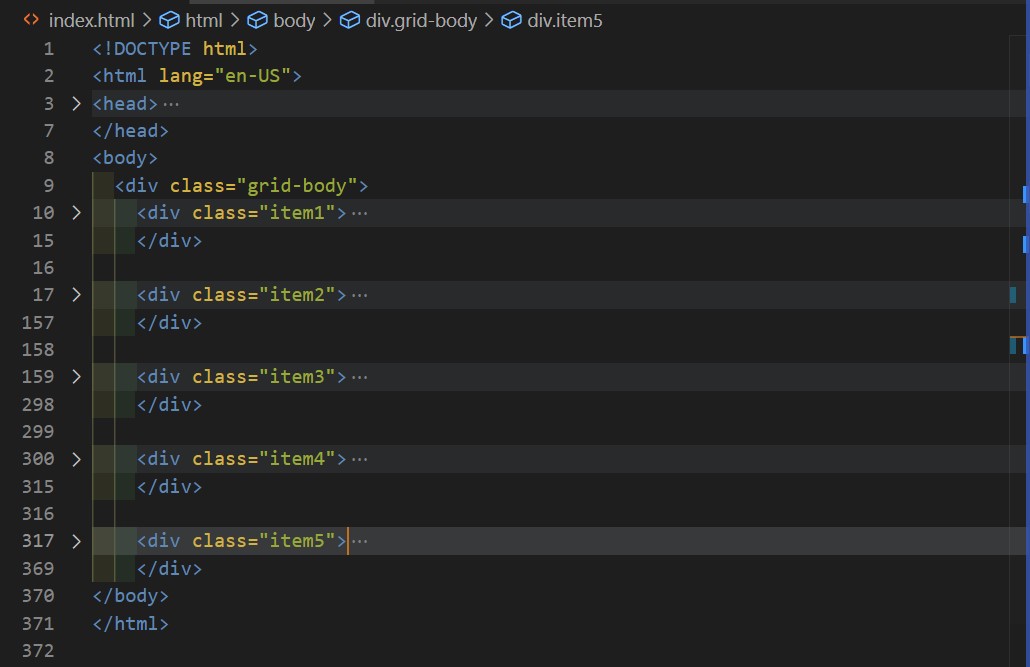 index.html > html > body > div.grid-body > div.item5
1 <!DOCTYPE html>
2 <html lang="en-US">
3 > <head> ···
7 </head>
8 <body>
9 <div class="grid-body">
10 > <div class="item1"> ···
15 </div>
16
17 > <div class="item2"> ···
157 </div>
158
159 > <div class="item3"> ···
298 </div>
299
300 > <div class="item4"> ···
315 </div>
316
317 > <div class="item5"> ···
369 </div>
370 </body>
371 </html>
372